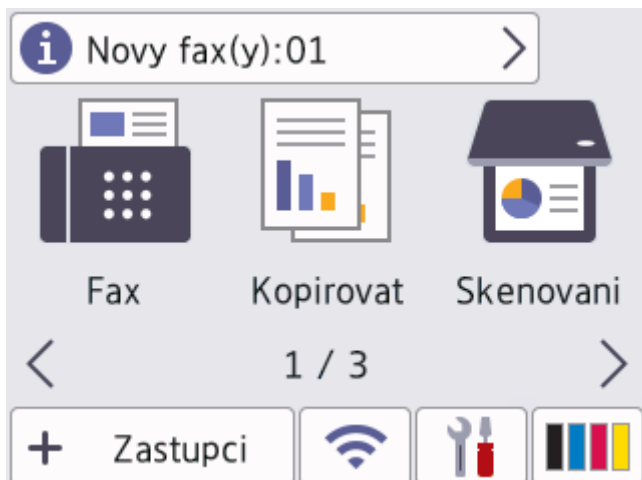 Novy fax(y):01
Fax
Kopirovat
Skenovani
1 / 3
Zastupci